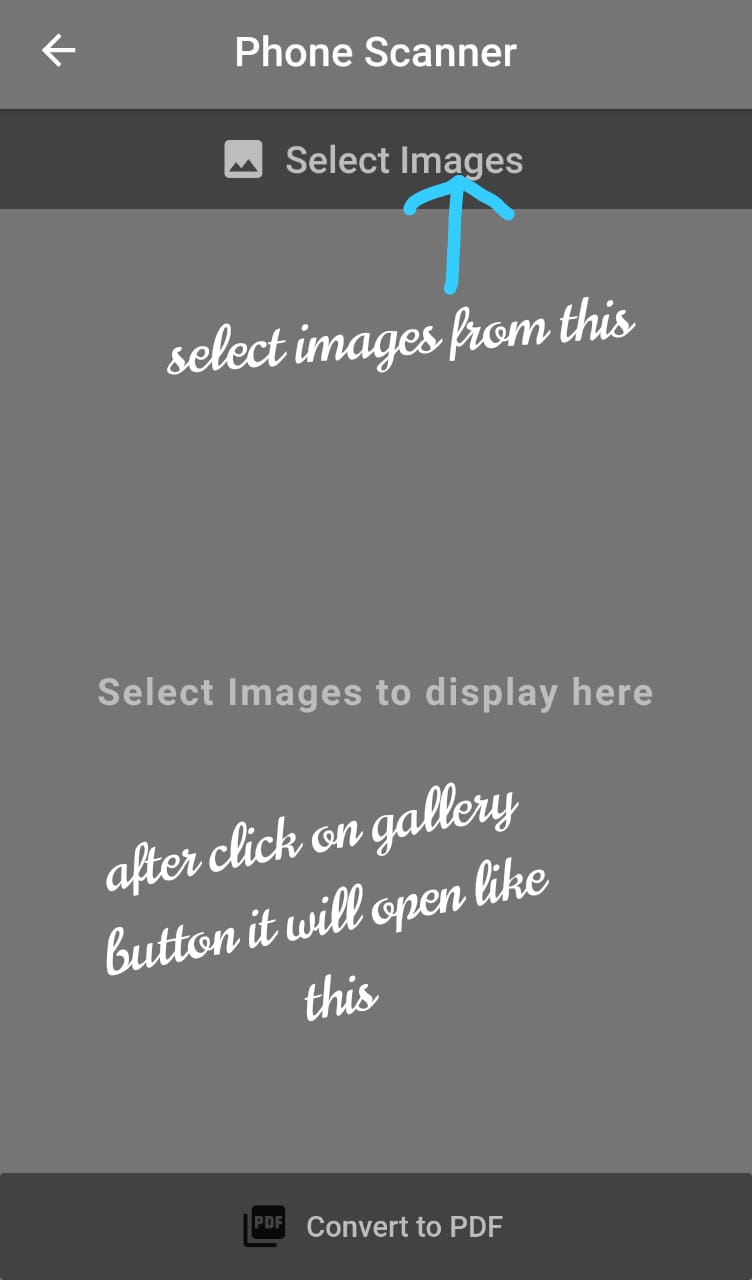 Phone Scanner
Select Images
select images from this
Select Images to display here
after click on gallery
button it will open like
this
PDF Convert to PDF